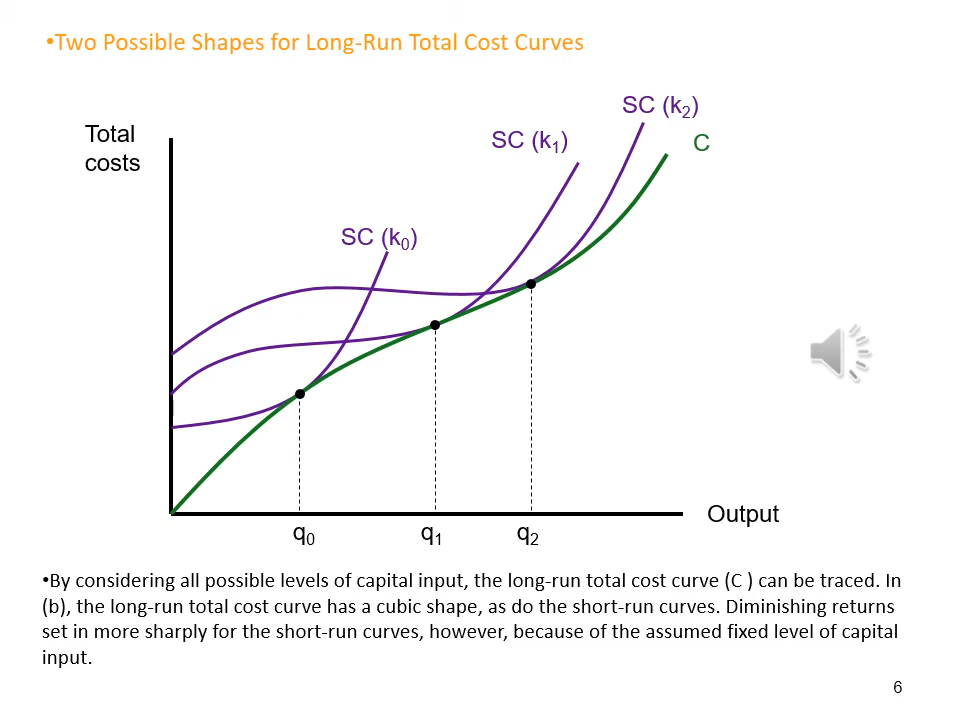 •Two Possible Shapes for Long-Run Total Cost Curves
SC (k2)
Total
costs
SC (k1)
C
SC (k0)
Output
q0
q1
q2
•By considering all possible levels of capital input, the long-run total cost curve (C ) can be traced. In
(b), the long-run total cost curve has a cubic shape, as do the short-run curves. Diminishing returns
set in more sharply for the short-run curves, however, because of the assumed fixed level of capital
input.
6